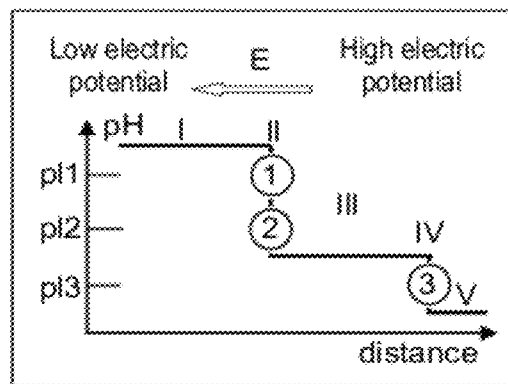 Low electric
potential
E
High electric
potential
pH
I
II
pI1
1
pI2
2
III
IV
pI3
3
V
distance